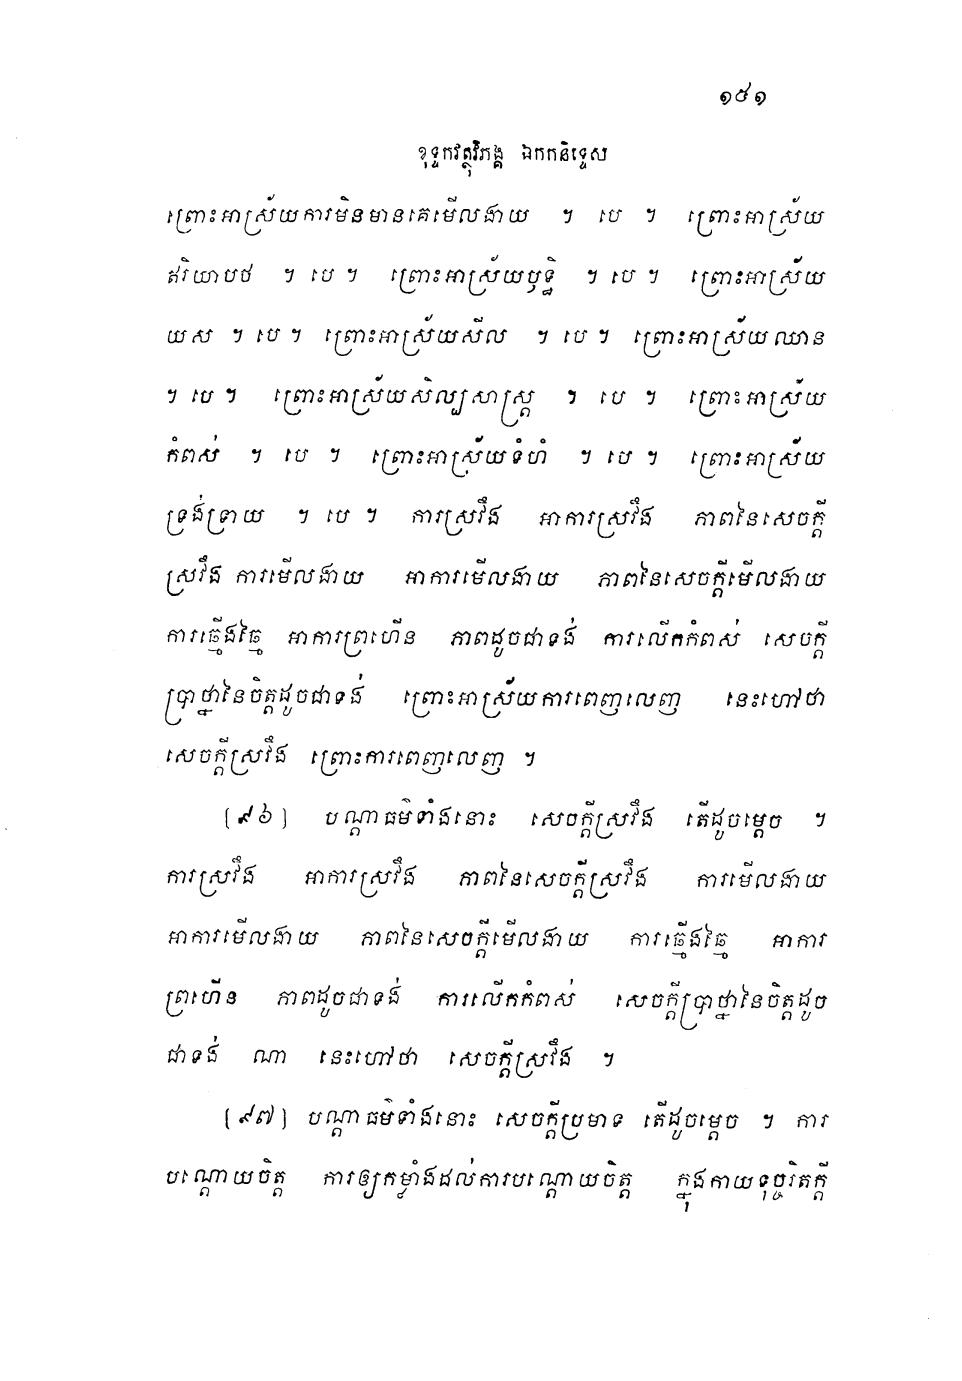 ១៥១
ខុទ្ទកវត្ថុវិភង្គ ឯកកនិទ្ទេស
ព្រោះអាស្រ័យការមិនមានគេមើលងាយ ។ បេ ។ ព្រោះអាស្រ័យ
ឥរិយាបថ ។ បេ ។ ព្រោះអាស្រ័យឫទ្ធិ ។ បេ ។ ព្រោះអាស្រ័យ
យស ។ បេ ។ ព្រោះអាស្រ័យសីល ។ បេ ។ ព្រោះអាស្រ័យឈាន
។ បេ ។ ព្រោះអាស្រ័យសិល្បសាស្ត្រ ។ បេ ។ ព្រោះអាស្រ័យ
កំពស់ ។ បេ ។ ព្រោះអាស្រ័យទំហំ ។ បេ ។ ព្រោះអាស្រ័យ
ទ្រង់ទ្រាយ ។ បេ ។ ការស្រវឹង អាការស្រវឹង ភាពនៃសេចក្តី
ស្រវឹង ការមើលងាយ អាការមើលងាយ ភាពនៃសេចក្តីមើលងាយ
ការធ្មើងឆ្មៃ អាការព្រហើន ភាពដូចជាទង់ ការលើកកំពស់ សេចក្តី
ប្រាថ្នានៃចិត្តដូចជាទង់ ព្រោះអាស្រ័យការពេញលេញ នេះហៅថា
សេចក្តីស្រវឹង ព្រោះការពេញលេញ ។
[៩៦] បណ្តាធម៌ទាំងនោះ សេចក្តីស្រវឹង តើដូចម្តេច ។
ការស្រវឹង អាការស្រវឹង ភាពនៃសេចក្តីស្រវឹង ការមើលងាយ
អាការមើលងាយ ភាពនៃសេចក្តីមើលងាយ ការធ្មើងឆ្មៃ អាការ
ព្រហើន ភាពដូចជាទង់ ការលើកកំពស់ សេចក្តីប្រាថ្នានៃចិត្តដូច
ជាទង់ ណា នេះហៅថា សេចក្តីស្រវឹង ។
[៩៧] បណ្តាធម៌ទាំងនោះ សេចក្តីប្រមាទ តើដូចម្តេច ។ ការ
បណ្តោយចិត្ត ការឲ្យកម្លាំងដល់ការបណ្តោយចិត្ត ក្នុងកាយទុច្ចរិតក្តី